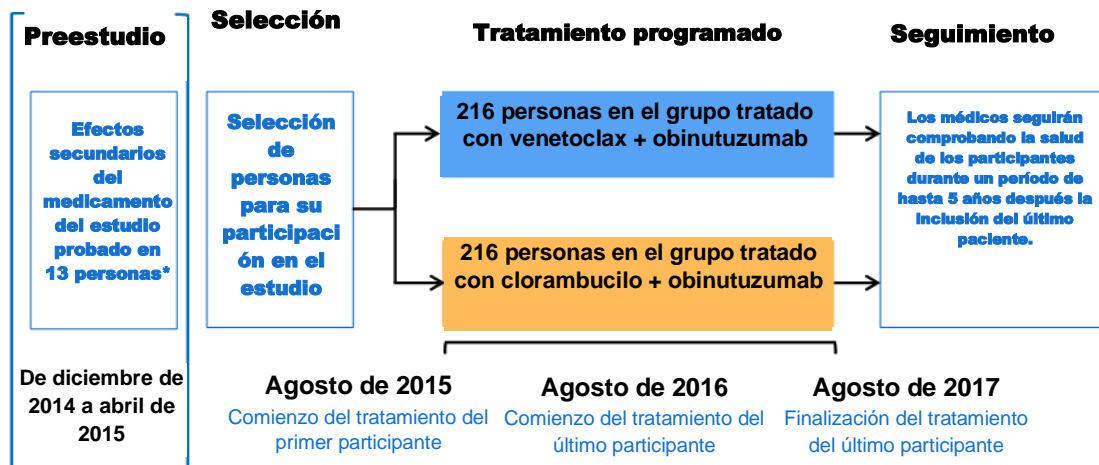 Preestudio
Efectos
secundarios
del
medicamento
del estudio
probado en
13 personas*
De diciembre de
2014 a abril de
2015
Selección
Selección
de
personas
para su
participaci
ón en el
estudio
Tratamiento programado
216 personas en el grupo tratado
con venetoclax + obinutuzumab
216 personas en el grupo tratado
con clorambucilo + obinutuzumab
Seguimiento
Los médicos seguirán
comprobando la salud
de los participantes
durante un período de
hasta 5 años después la
inclusión del último
paciente.
Agosto de 2015
Comienzo del tratamiento del
primer participante
Agosto de 2016
Comienzo del tratamiento del
último participante
Agosto de 2017
Finalización del tratamiento
del último participante